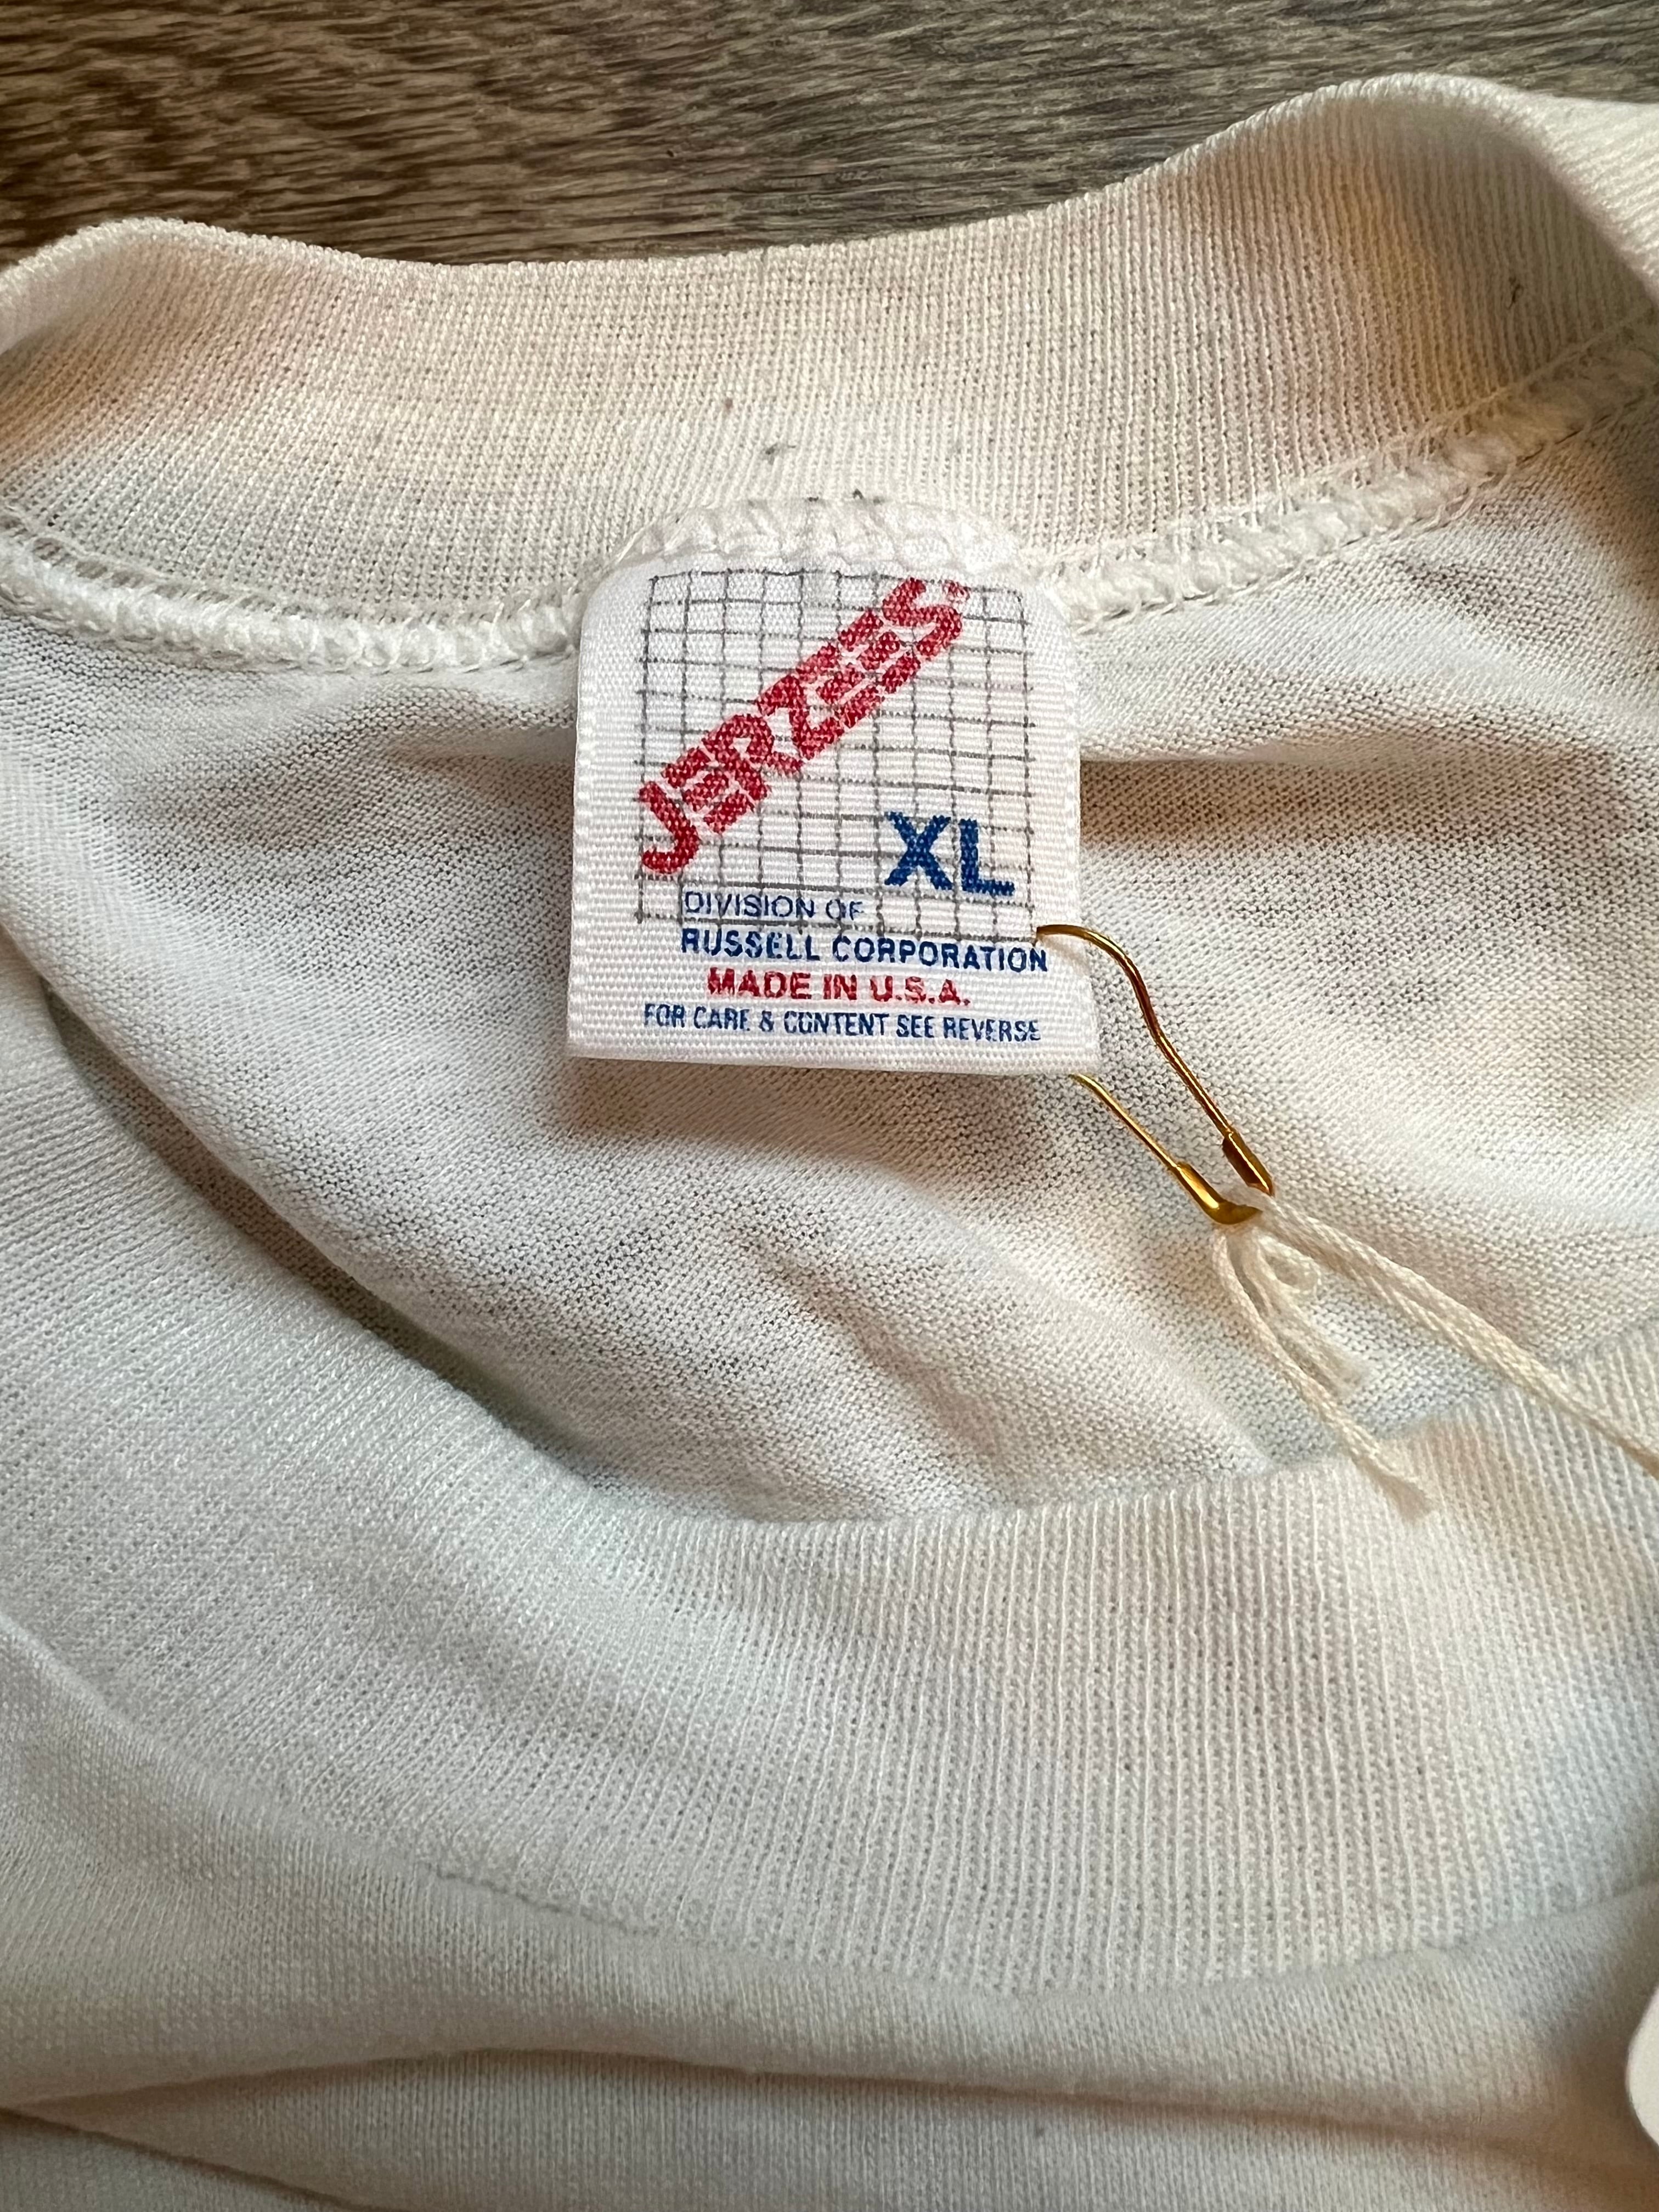 JERZEES
XL
DIVISION OF
RUSSELL CORPORATION
MADE IN U.S.A.
FOR CARE & CONTENT SEE REVERSE